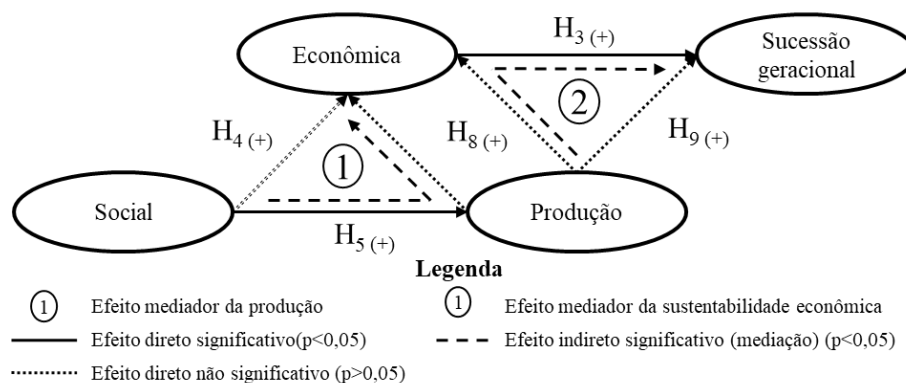 Econômica
H3 (+)
Sucessão
geracional
H4 (+)
1
H8 (+)
2
H9 (+)
Social
H5 (+)
Produção
Legenda
1 Efeito mediador da produção
1 Efeito mediador da sustentabilidade econômica
Efeito direto significativo(p<0,05)
Efeito indireto significativo (mediação) (p<0,05)
Efeito direto não significativo (p>0,05)